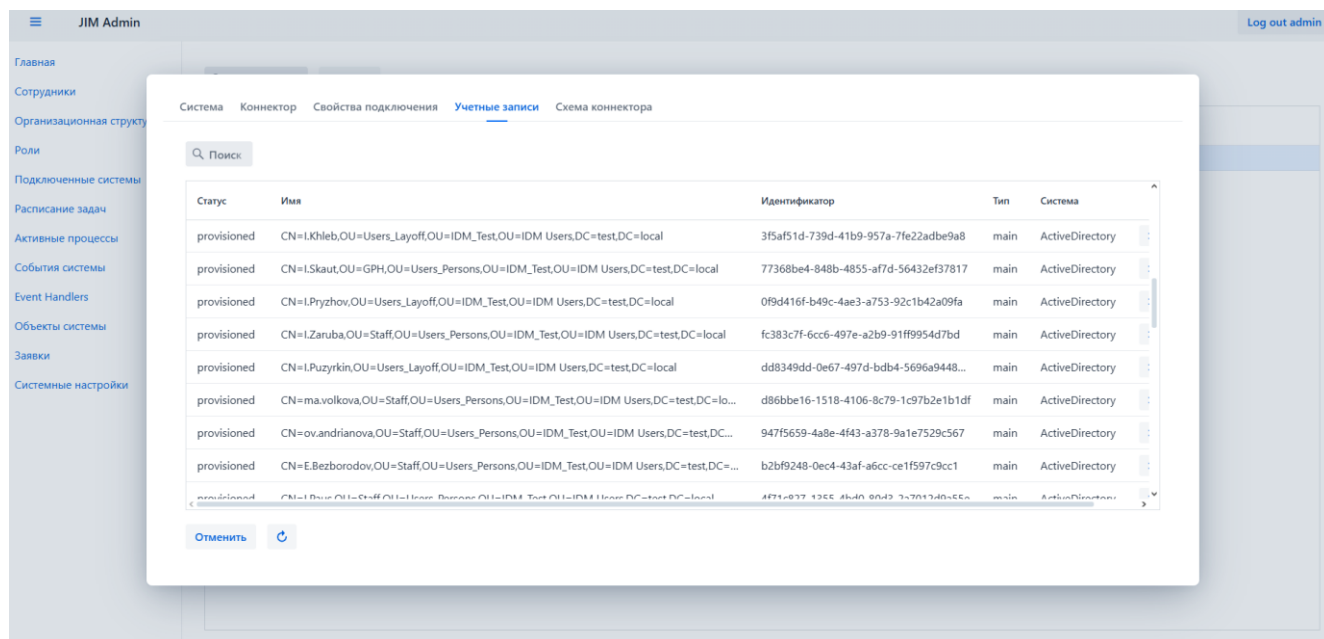 JIM Admin
Log out admin
Главная
Сотрудники
Организационная структу
Роли
Подключенные системы
Расписание задач
Активные процессы
События системы
Event Handlers
Объекты системы
Заявки
Системные настройки
Система Коннектор Свойства подключения Учетные записи Схема коннектора
Поиск
Статус Имя Идентификатор Тип Система
provisioned CN=I.Khleb,OU=Users_Layoff,OU=IDM_Test,OU=IDM Users,DC=test,DC=local 3f5af51d-739d-41b9-957a-7fe22adbe9a8 main ActiveDirectory
provisioned CN=I.Skaut,OU=GPH,OU=Users_Persons,OU=IDM_Test,OU=IDM Users,DC=test,DC=local 77368be4-848b-4855-af7d-56432ef37817 main ActiveDirectory
provisioned CN=I.Pryzhov,OU=Users_Layoff,OU=IDM_Test,OU=IDM Users,DC=test,DC=local 0f9d416f-b49c-4ae3-a753-92c1b42a09fa main ActiveDirectory
provisioned CN=I.Zaruba,OU=Staff,OU=Users_Persons,OU=IDM_Test,OU=IDM Users,DC=test,DC=local fc383c7f-6cc6-497e-a2b9-91ff9954d7bd main ActiveDirectory
provisioned CN=I.Puzyrkin,OU=Users_Layoff,OU=IDM_Test,OU=IDM Users,DC=test,DC=local dd8349dd-0e67-497d-bdb4-5696a9448... main ActiveDirectory
provisioned CN=ma.volkova,OU=Staff,OU=Users_Persons,OU=IDM_Test,OU=IDM Users,DC=test,DC=lo... d86bbe16-1518-4106-8c79-1c97b2e1b1df main ActiveDirectory
provisioned CN=ov.andrianova,OU=Staff,OU=Users_Persons,OU=IDM_Test,OU=IDM Users,DC=test,DC... 947f5659-4a8e-4f43-a378-9a1e7529c567 main ActiveDirectory
provisioned CN=E.Bezborodov,OU=Staff,OU=Users_Persons,OU=IDM_Test,OU=IDM Users,DC=test,DC=... b2bf9248-0ec4-43af-a6cc-ce1f597c9cc1 main ActiveDirectory
provisioned main ActiveDirectory
Отменить